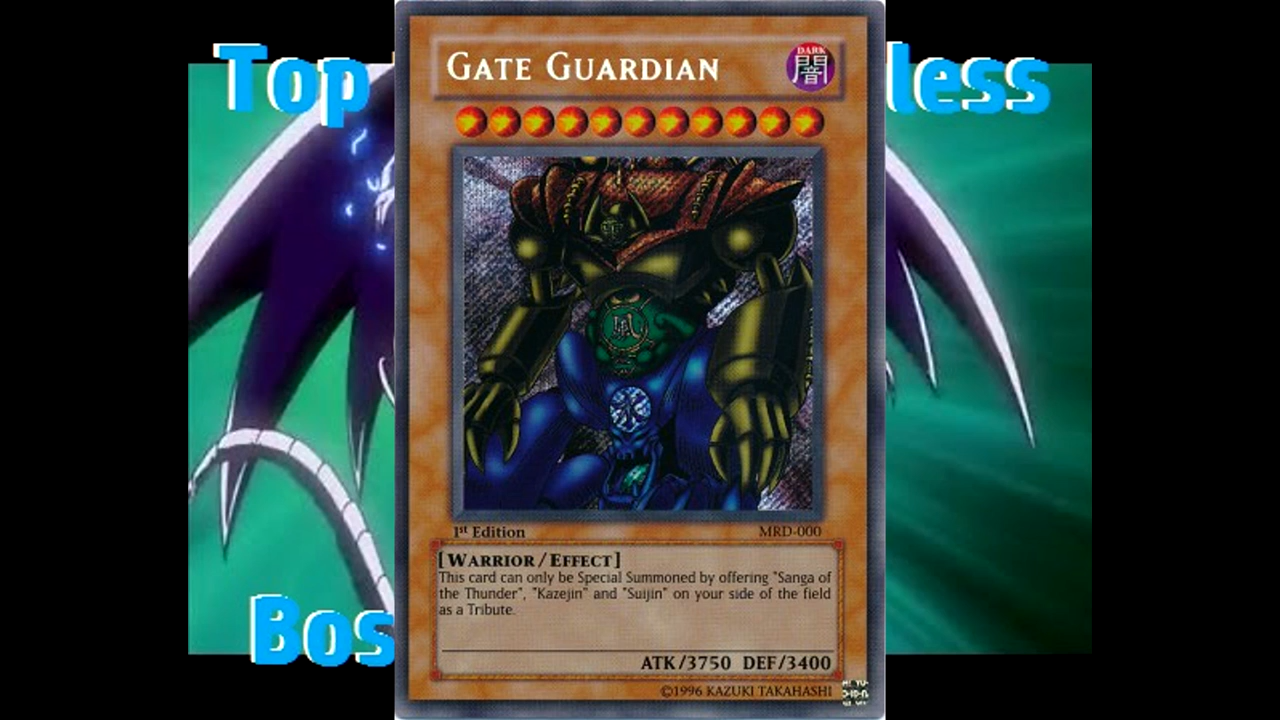 Top
less
GATE GUARDIAN
DARK
闇
風
1st Edition
MRD-000
[WARRIOR/EFFECT]
This card can only be Special Summoned by offering "Sanga of
the Thunder", "Kazejin" and "Suijin" on your side of the field
as a Tribute.
ATK/3750 DEF/3400
©1996 KAZUKI TAKAHASHI
Bos